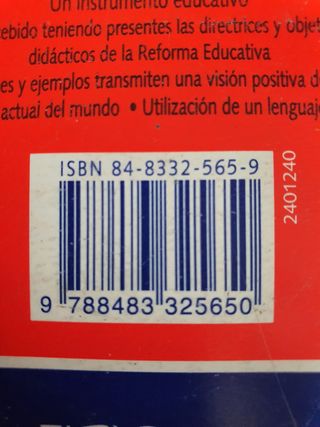 Un instrumento educativo
cebido teniendo presentes las directrices y objet
didácticos de la Reforma Educativa
es y ejemplos transmiten una visión positiva de
actual del mundo • Utilización de un lenguaje
ISBN 84-8332-565-9
9 788483 325650
2401240